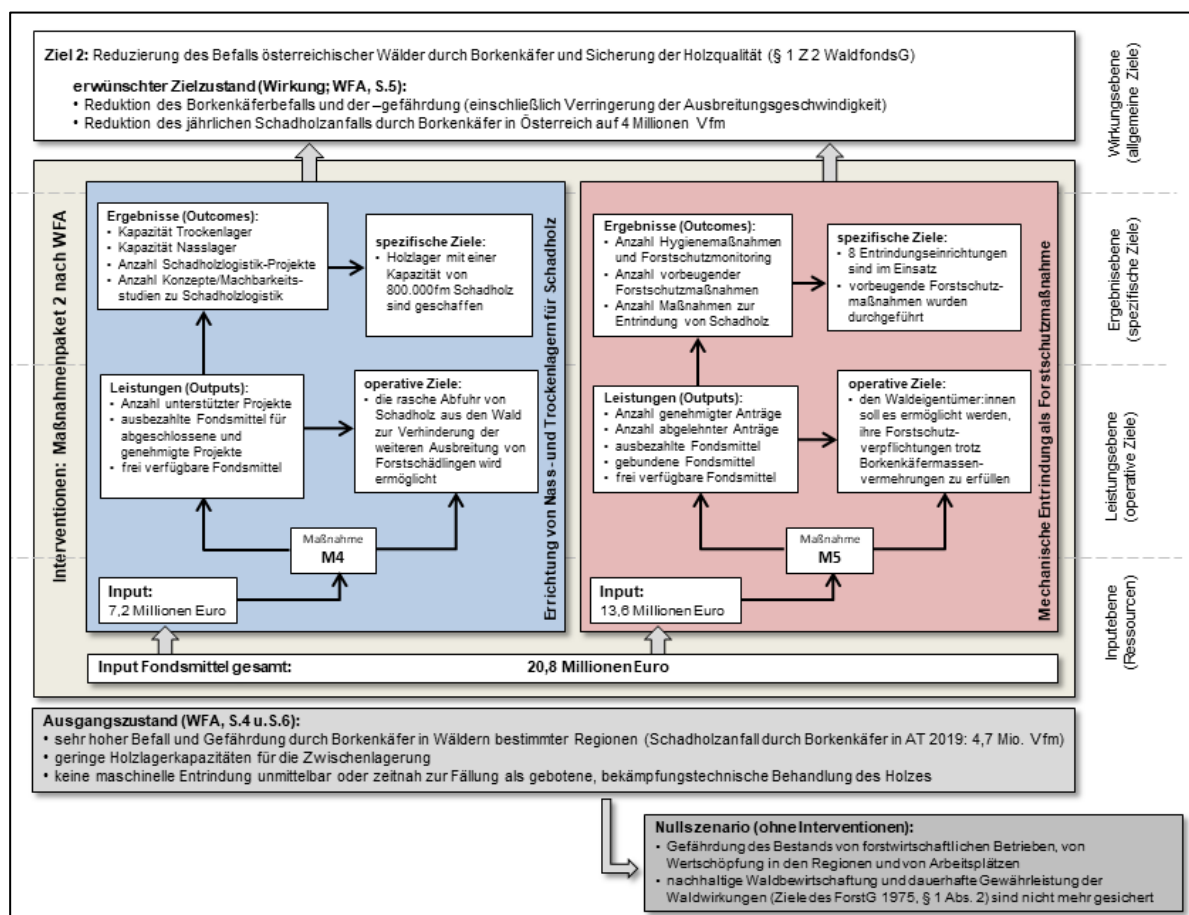 Ziel 2: Reduzierung des Befalls österreichischer Wälder durch Borkenkäfer und Sicherung der Holzqualität (§ 1 Z 2 WaldfondsG)
erwünschter Zielzustand (Wirkung; WFA, S.5):
• Reduktion des Borkenkäferbefalls und der –gefährdung (einschließlich Verringerung der Ausbreitungsgeschwindigkeit)
• Reduktion des jährlichen Schadholzanfalls durch Borkenkäfer in Österreich auf 4 Millionen Vfm
Wirkungsebene
(allgemeine Ziele)
Interventionen: Maßnahmenpaket 2 nach WFA
Ergebnisse (Outcomes):
• Kapazität Trockenlager
• Kapazität Nasslager
• Anzahl Schadholzlogistik-Projekte
• Anzahl Konzepte/Machbarkeits-
studien zu Schadholzlogistik
spezifische Ziele:
• Holzlager mit einer
Kapazität von
800.000fm Schadholz
sind geschaffen
Leistungen (Outputs):
• Anzahl unterstützter Projekte
• ausbezahlte Fondsmittel für
abgeschlossene und
genehmigte Projekte
• frei verfügbare Fondsmittel
operative Ziele:
• die rasche Abfuhr von
Schadholz aus den Wald
zur Verhinderung der
weiteren Ausbreitung von
Forstschädlingen wird
ermöglicht
Maßnahme
M4
Input:
7,2 Millionen Euro
Errichtung von Nass- und Trockenlagern für Schadholz
Ergebnisse (Outcomes):
• Anzahl Hygienemaßnahmen
und Forstschutzmonitoring
• Anzahl vorbeugender
Forstschutzmaßnahmen
• Anzahl Maßnahmen zur
Entrindung von Schadholz
spezifische Ziele:
• 8 Entrindungseinrichtungen
sind im Einsatz
• vorbeugende Forstschutz-
maßnahmen wurden
durchgeführt
Leistungen (Outputs):
• Anzahl genehmigter Anträge
• Anzahl abgelehnter Anträge
• ausbezahlte Fondsmittel
• gebundene Fondsmittel
• frei verfügbare Fondsmittel
operative Ziele:
• den Waldeigentümer:innen
soll es ermöglicht werden,
ihre Forstschutz-
verpflichtungen trotz
Borkenkäfermassen-
vermehrungen zu erfüllen
Maßnahme
M5
Input:
13,6 Millionen Euro
Mechanische Entrindung als Forstschutzmaßnahme
Ergebnisebene
(spezifische Ziele)
Leistungsebene
(operative Ziele)
Inputebene
(Ressourcen)
Input Fondsmittel gesamt: 20,8 Millionen Euro
Ausgangszustand (WFA, S.4 u.S.6):
• sehr hoher Befall und Gefährdung durch Borkenkäfer in Wäldern bestimmter Regionen (Schadholzanfall durch Borkenkäfer in AT 2019: 4,7 Mio. Vfm)
• geringe Holzlagerkapazitäten für die Zwischenlagerung
• keine maschinelle Entrindung unmittelbar oder zeitnah zur Fällung als gebotene, bekämpfungstechnische Behandlung des Holzes
Nullszenario (ohne Interventionen):
• Gefährdung des Bestands von forstwirtschaftlichen Betrieben, von
Wertschöpfung in den Regionen und von Arbeitsplätzen
• nachhaltige Waldbewirtschaftung und dauerhafte Gewährleistung der
Waldwirkungen (Ziele des ForstG 1975, § 1 Abs. 2) sind nicht mehr gesichert